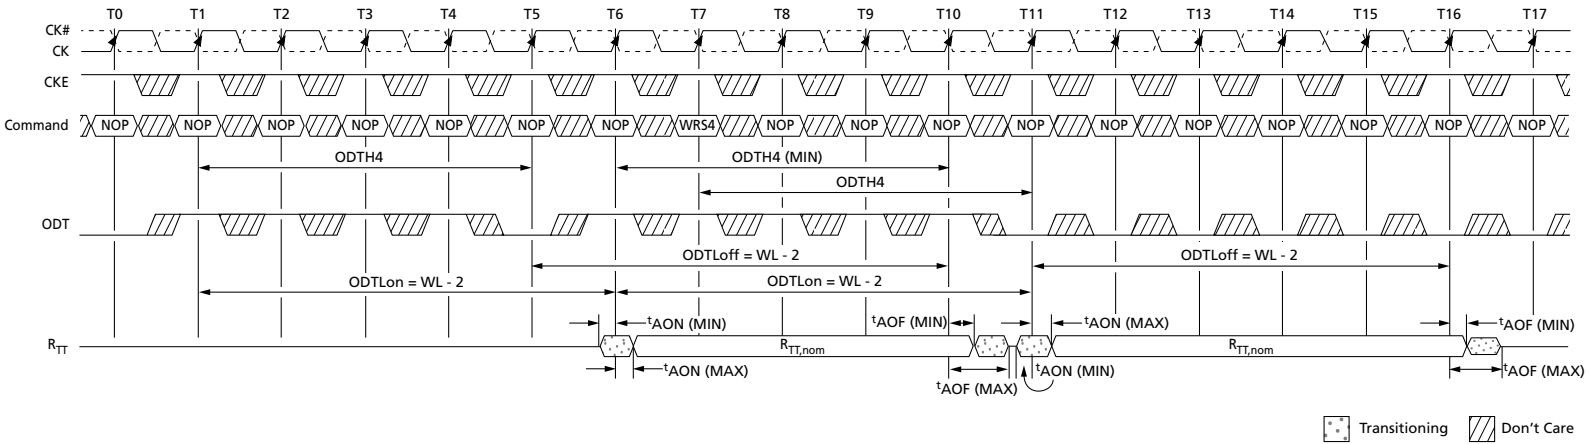 T0 T1 T2 T3 T4 T5 T6 T7 T8 T9 T10 T11 T12 T13 T14 T15 T16 T17
CK#
CK
CKE
Command NOP NOP NOP NOP NOP NOP NOP WRS4 NOP NOP NOP NOP NOP NOP NOP NOP NOP NOP
ODTH4 ODTH4 (MIN)
ODTH4
ODT
ODTLoff = WL - 2 ODTLoff = WL - 2
ODTLon = WL - 2 ODTLon = WL - 2
tAON (MIN) tAOF (MIN) tAON (MAX) tAOF (MIN)
RTT RTT,nom RTT,nom
tAON (MAX) tAON (MIN) tAOF (MAX)
tAOF (MAX)
Transitioning Don't Care